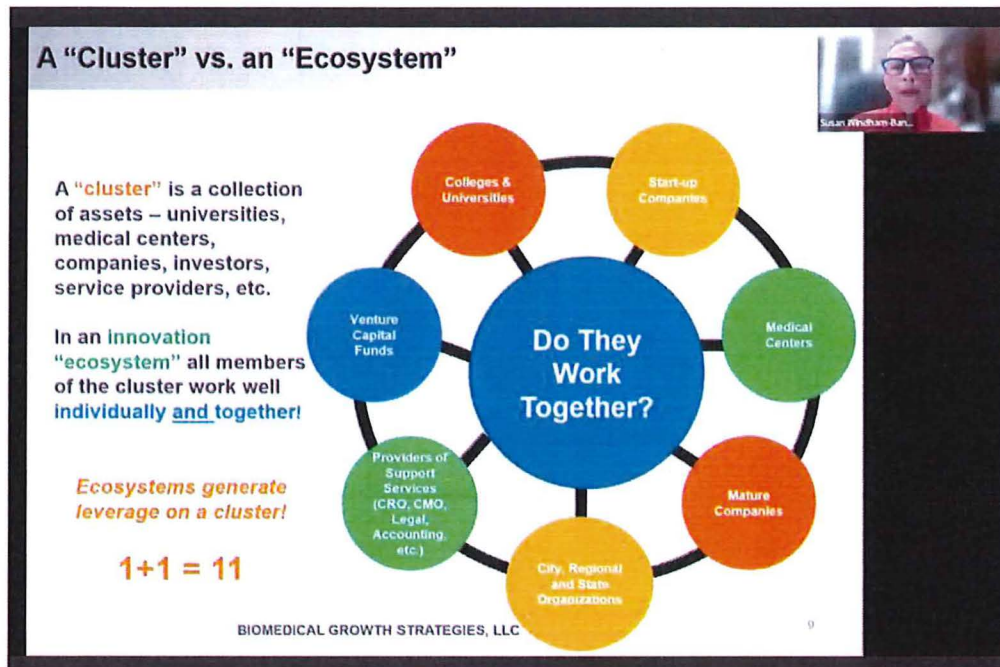 A “Cluster” vs. an “Ecosystem”
Susan Windham-Ban...
A “cluster” is a collection
of assets – universities,
medical centers,
companies, investors,
service providers, etc.
In an innovation
“ecosystem” all members
of the cluster work well
individually and together!
Ecosystems generate
leverage on a cluster!
1+1 = 11
Colleges &
Universities
Start-up
Companies
Venture
Capital
Funds
Do They
Work
Together?
Medical
Centers
Providers of
Support
Services
(CRO, CMO,
Legal,
Accounting,
etc.)
Mature
Companies
City, Regional
and State
Organizations
BIOMEDICAL GROWTH STRATEGIES, LLC
9